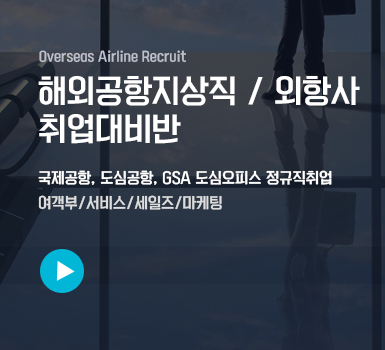 Overseas Airline Recruit
해외공항지상직 / 외항사
취업대비반
국제공항, 도심공항, GSA 도심오피스 정규직취업
여객부/서비스/세일즈/마케팅